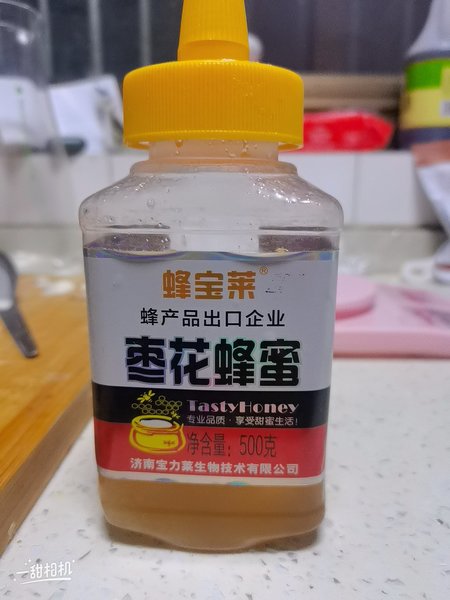 蜂宝莱®
蜂产品出口企业
枣花蜂蜜
TastyHoney
专业品质·享受甜蜜生活!
净含量：500克
济南宝力莱生物技术有限公司
一甜相机